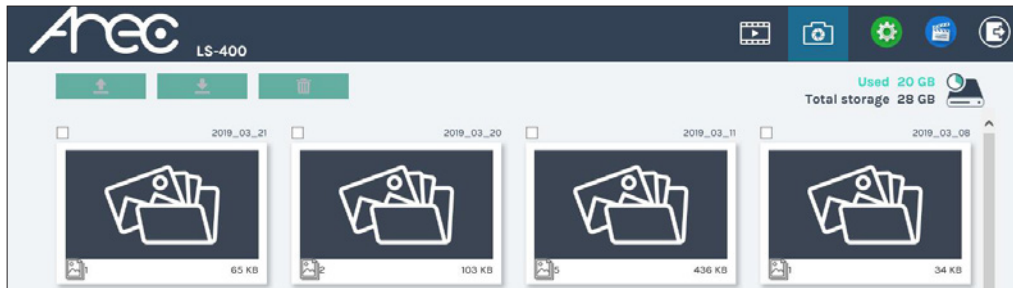 Arec LS-400
Used 20 GB
Total storage 28 GB
2019_03_21 2019_03_20 2019_03_11 2019_03_08
1 65 KB 2 103 KB 5 436 KB 1 34 KB